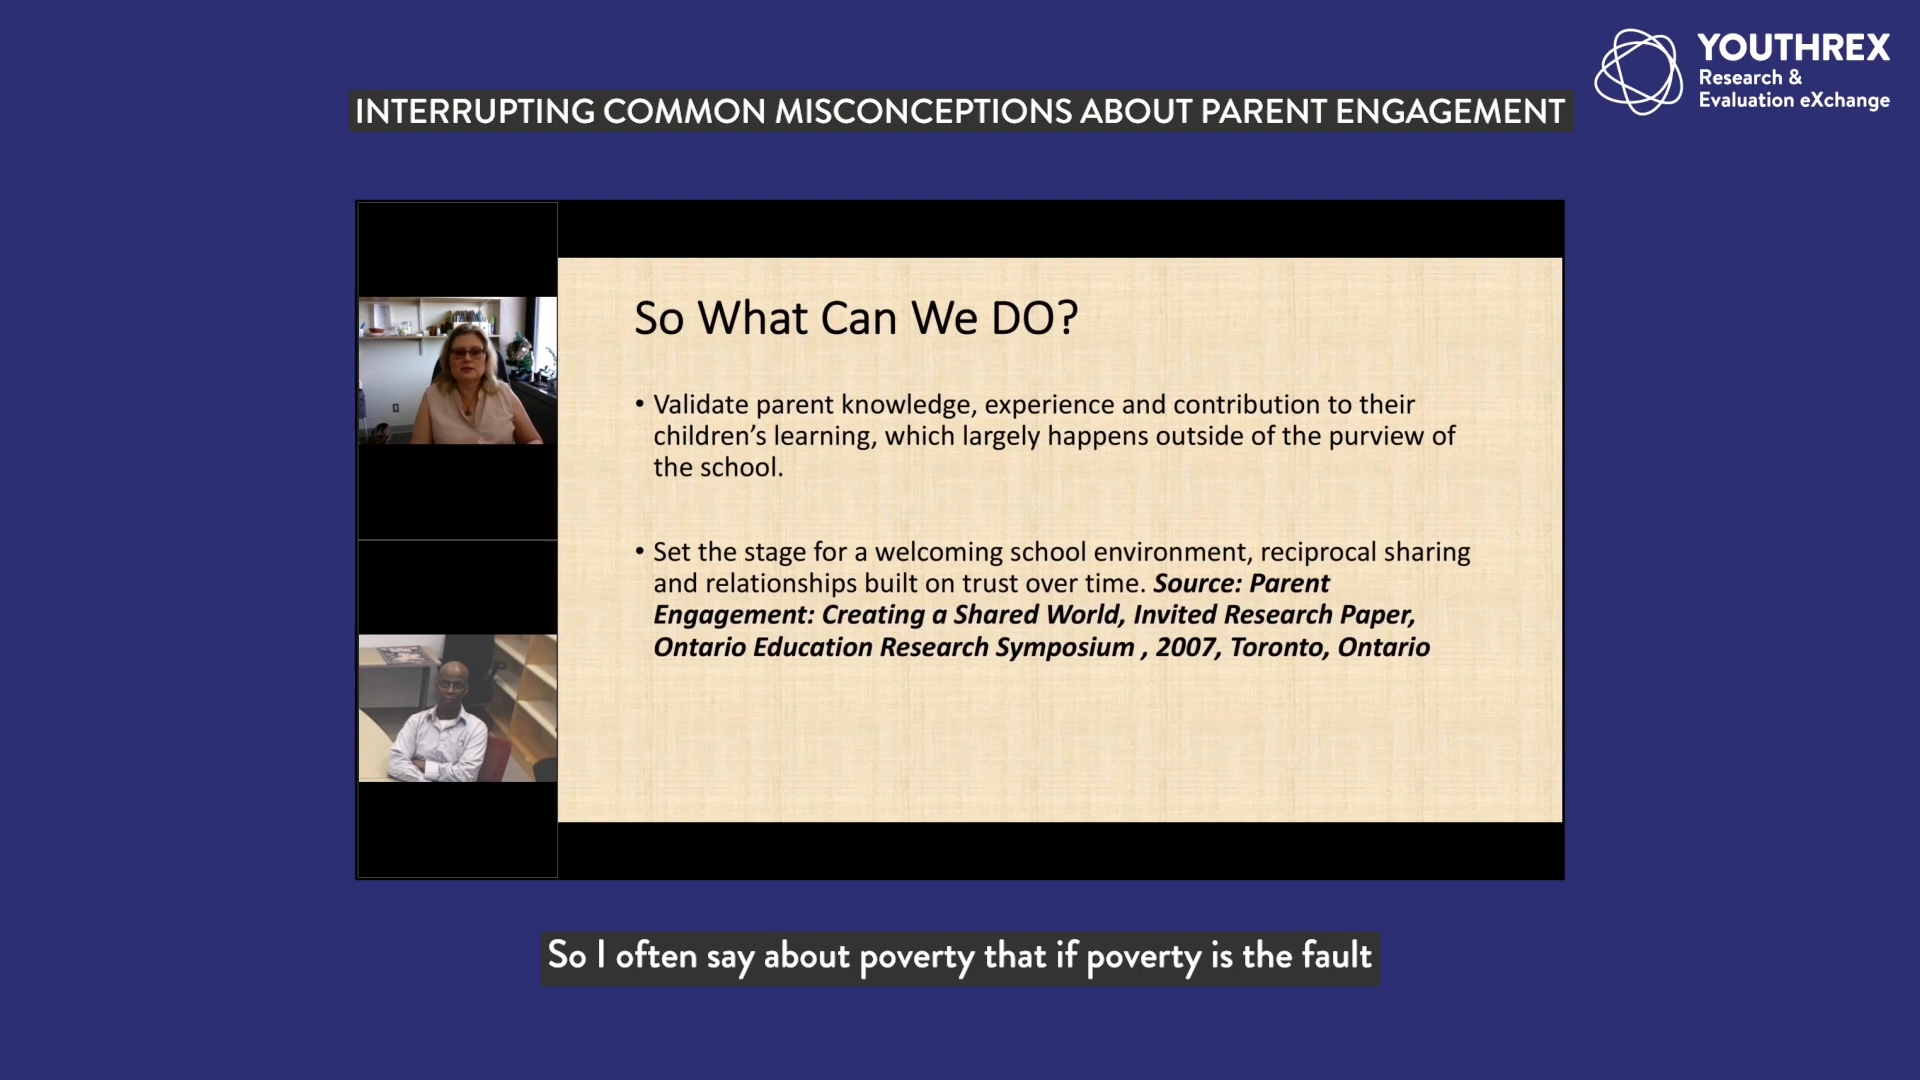 YOUTHREX
Research &
Evaluation eXchange
INTERRUPTING COMMON MISCONCEPTIONS ABOUT PARENT ENGAGEMENT
So What Can We DO?
• Validate parent knowledge, experience and contribution to their
children’s learning, which largely happens outside of the purview of
the school.
• Set the stage for a welcoming school environment, reciprocal sharing
and relationships built on trust over time. Source: Parent
Engagement: Creating a Shared World, Invited Research Paper,
Ontario Education Research Symposium , 2007, Toronto, Ontario
So I often say about poverty that if poverty is the fault